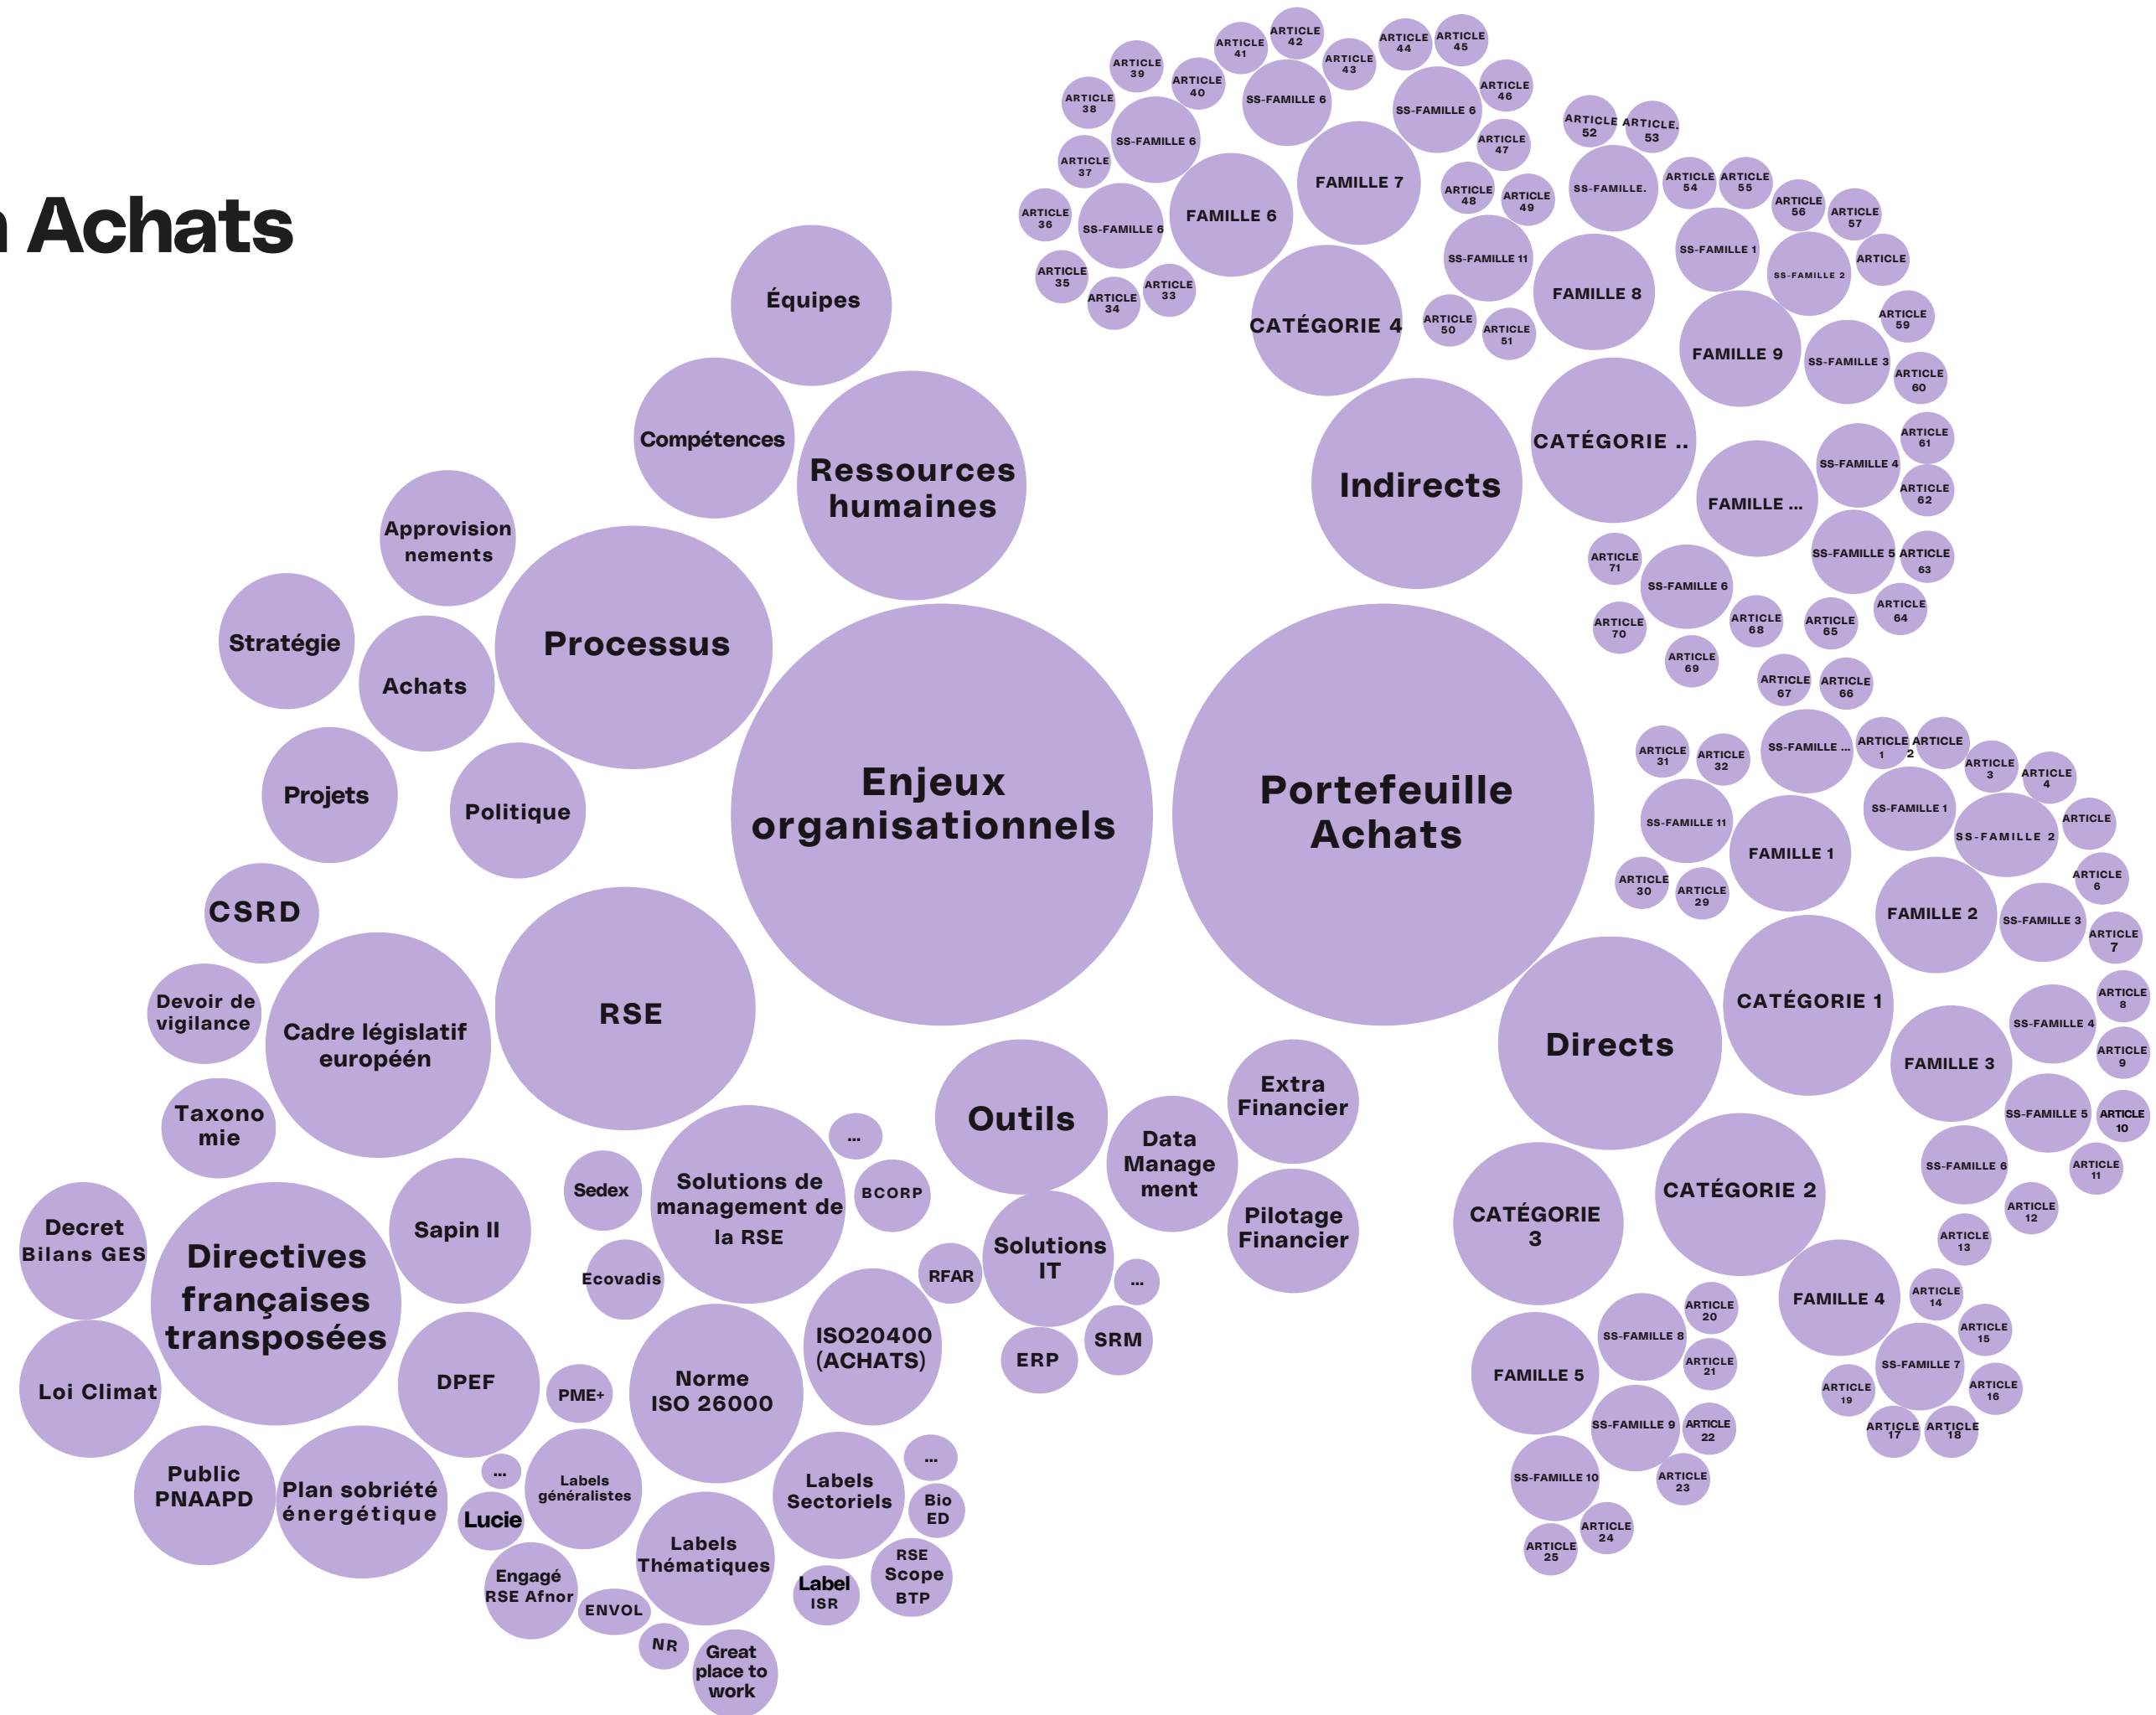 Achats
Équipes
Compétences
Ressources
humaines
Approvision
nements
Stratégie
Achats
Processus
Projets
Politique
Enjeux
organisationnels
CSRD
Devoir de
vigilance
Cadre législatif
européén
Taxono
mie
RSE
Decret
Bilans GES
Directives
françaises
transposées
Sapin II
Loi Climat
DPEF
Public
PNAAPD
Plan sobriété
énergétique
Sedex
Solutions de
management de
la RSE
...
BCORP
Ecovadis
RFAR
ISO20400
(ACHATS)
Norme
ISO 26000
PME+
...
Labels
généralistes
Lucie
Engagé
RSE Afnor
ENVOL
Labels
Thématiques
NR
Great
place to
work
Labels
Sectoriels
...
Bio
ED
RSE
Scope
BTP
Label
ISR
Outils
Data
Manage
ment
Extra
Financier
Pilotage
Financier
Solutions
IT
...
SRM
ERP
Portefeuille
Achats
Indirects
CATÉGORIE 4
FAMILLE 6
FAMILLE 7
SS-FAMILLE 6
SS-FAMILLE 6
SS-FAMILLE 6
SS-FAMILLE 6
ARTICLE
33
ARTICLE
34
ARTICLE
35
ARTICLE
36
ARTICLE
37
ARTICLE
38
ARTICLE
39
ARTICLE
40
ARTICLE
41
ARTICLE
42
ARTICLE
43
ARTICLE
44
ARTICLE
45
ARTICLE
46
ARTICLE
47
ARTICLE
48
ARTICLE
49
SS-FAMILLE 11
ARTICLE
50
ARTICLE
51
FAMILLE 8
SS-FAMILLE.
ARTICLE
52
ARTICLE.
53
ARTICLE
54
ARTICLE
55
SS-FAMILLE 1
ARTICLE
56
ARTICLE
57
SS-FAMILLE 2
ARTICLE
FAMILLE 9
ARTICLE
59
SS-FAMILLE 3
ARTICLE
60
CATÉGORIE ..
FAMILLE ...
SS-FAMILLE 4
ARTICLE
61
ARTICLE
62
SS-FAMILLE 5
ARTICLE
63
ARTICLE
64
ARTICLE
65
ARTICLE
71
SS-FAMILLE 6
ARTICLE
70
ARTICLE
68
ARTICLE
69
ARTICLE
67
ARTICLE
66
Directs
CATÉGORIE 1
FAMILLE 1
SS-FAMILLE ...
ARTICLE
31
ARTICLE
32
SS-FAMILLE 11
ARTICLE
30
ARTICLE
29
ARTICLE
1
ARTICLE
2
ARTICLE
3
ARTICLE
4
SS-FAMILLE 1
SS-FAMILLE 2
ARTICLE
FAMILLE 2
ARTICLE
6
SS-FAMILLE 3
ARTICLE
7
FAMILLE 3
SS-FAMILLE 4
ARTICLE
8
ARTICLE
9
SS-FAMILLE 5
ARTICLE
10
SS-FAMILLE 6
ARTICLE
11
ARTICLE
12
ARTICLE
13
CATÉGORIE 2
FAMILLE 4
ARTICLE
14
ARTICLE
15
SS-FAMILLE 7
ARTICLE
16
ARTICLE
19
ARTICLE
17
ARTICLE
18
CATÉGORIE
3
FAMILLE 5
SS-FAMILLE 8
ARTICLE
20
ARTICLE
21
SS-FAMILLE 9
ARTICLE
22
ARTICLE
23
SS-FAMILLE 10
ARTICLE
24
ARTICLE
25